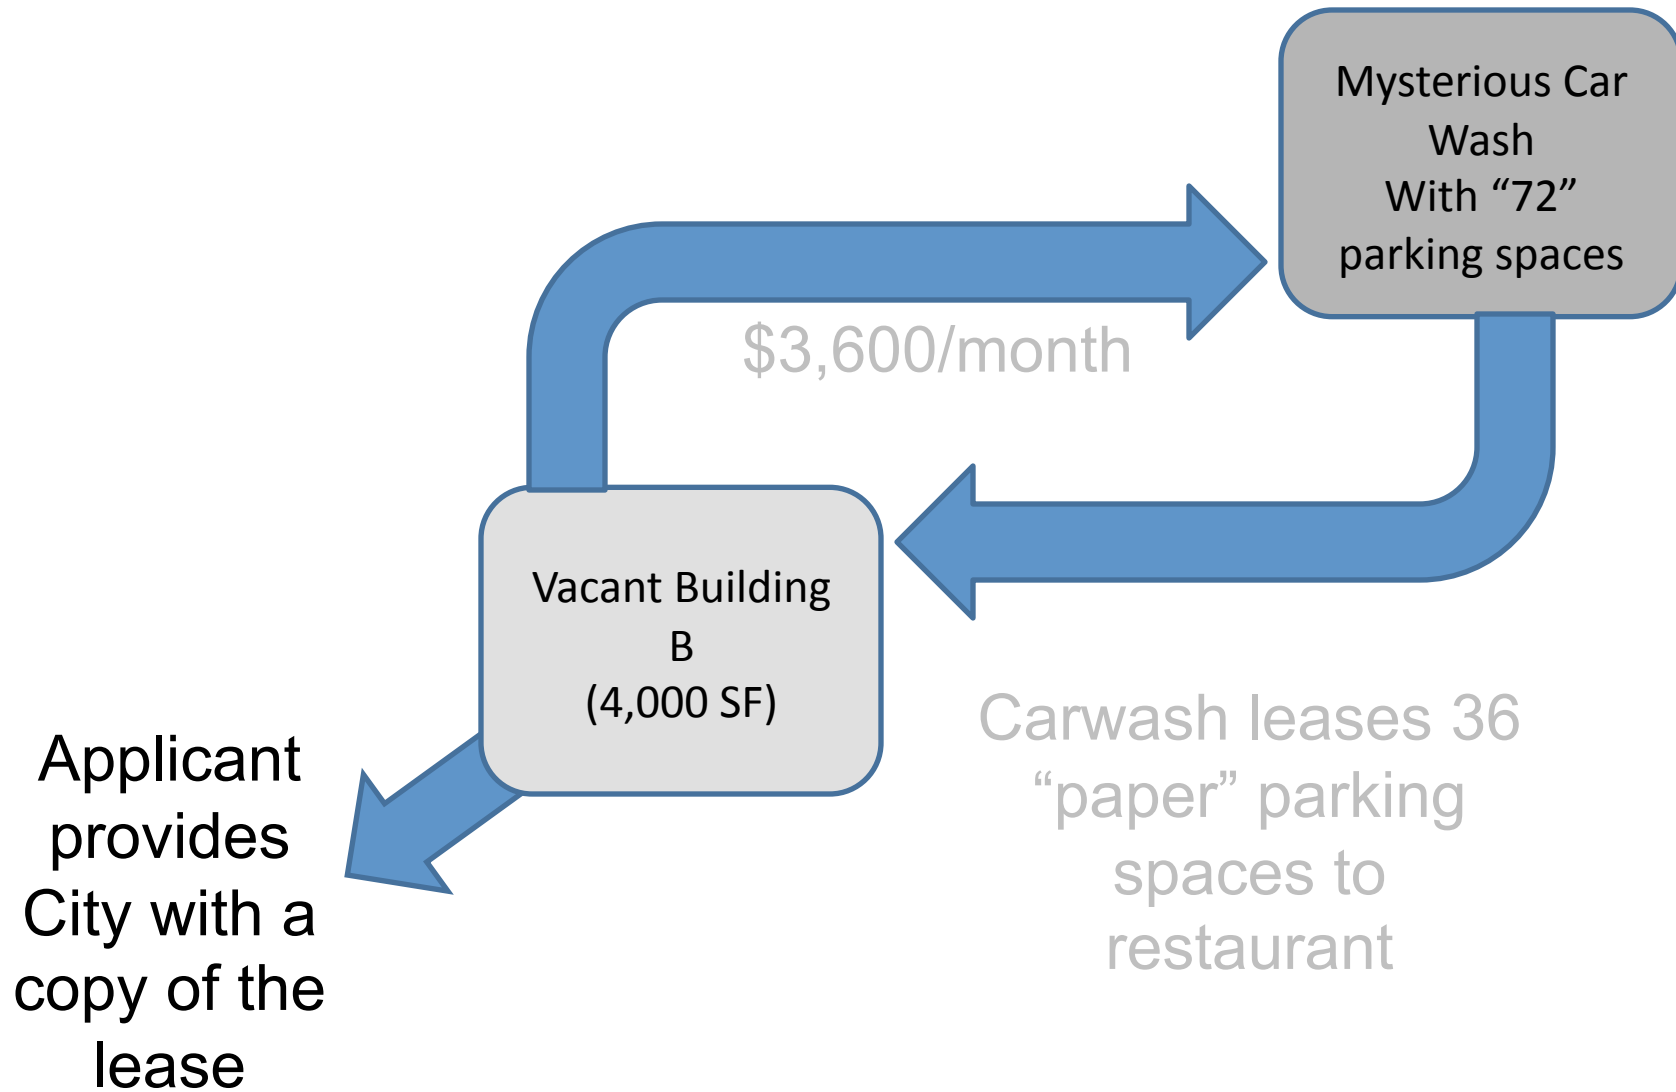 Mysterious Car
Wash
With “72”
parking spaces
$3,600/month
Vacant Building
B
(4,000 SF)
Carwash leases 36
“paper” parking
spaces to
restaurant
Applicant
provides
City with a
copy of the
lease